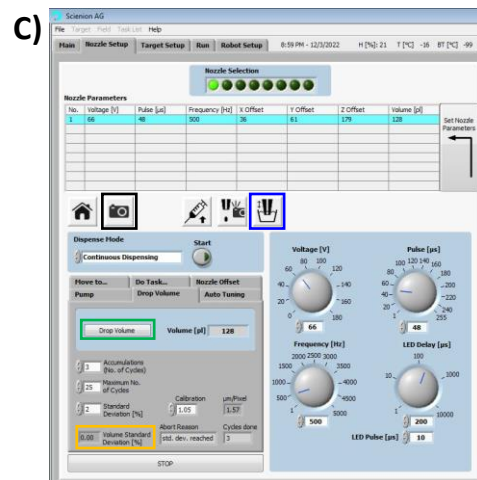 C)
Scienion AG
File Target Field Task List Help
Main Nozzle Setup Target Setup Run Robot Setup 8:59 PM - 12/3/2022 H [%]: 21 T [°C] -16 BT [°C] -99
Nozzle Selection
Nozzle Parameters
No. Voltage [V] Pulse [µs] Frequency [Hz] X Offset Y Offset Z Offset Volume [pl]
1 66 48 500 36 61 179 128
Set Nozzle
Parameters
Dispense Mode
Start
Continuous Dispensing
Move to... Do Task... Nozzle Offset
Pump Drop Volume Auto Tuning
Drop Volume Volume [pl] 128
3 Accumulations
(No. of Cycles)
25 Maximum No.
of Cycles
2 Standard
Deviation [%]
Calibration µm/Pixel
1.05 1.57
0.00 Volume Standard
Deviation [%]
Abort Reason Cycles done
std. dev. reached 3
STOP
Voltage [V]
0 20 40 60 80 100 120 140 160 180
66
Pulse [µs]
1 20 40 60 80 100 120 140 160 180 200 220 255
48
Frequency [Hz]
1 500 1000 1500 2000 2500 3000 3500 4000 4500 5000
500
LED Delay [µs]
1 10 100 1000 10000
200
LED Pulse [µs] 10